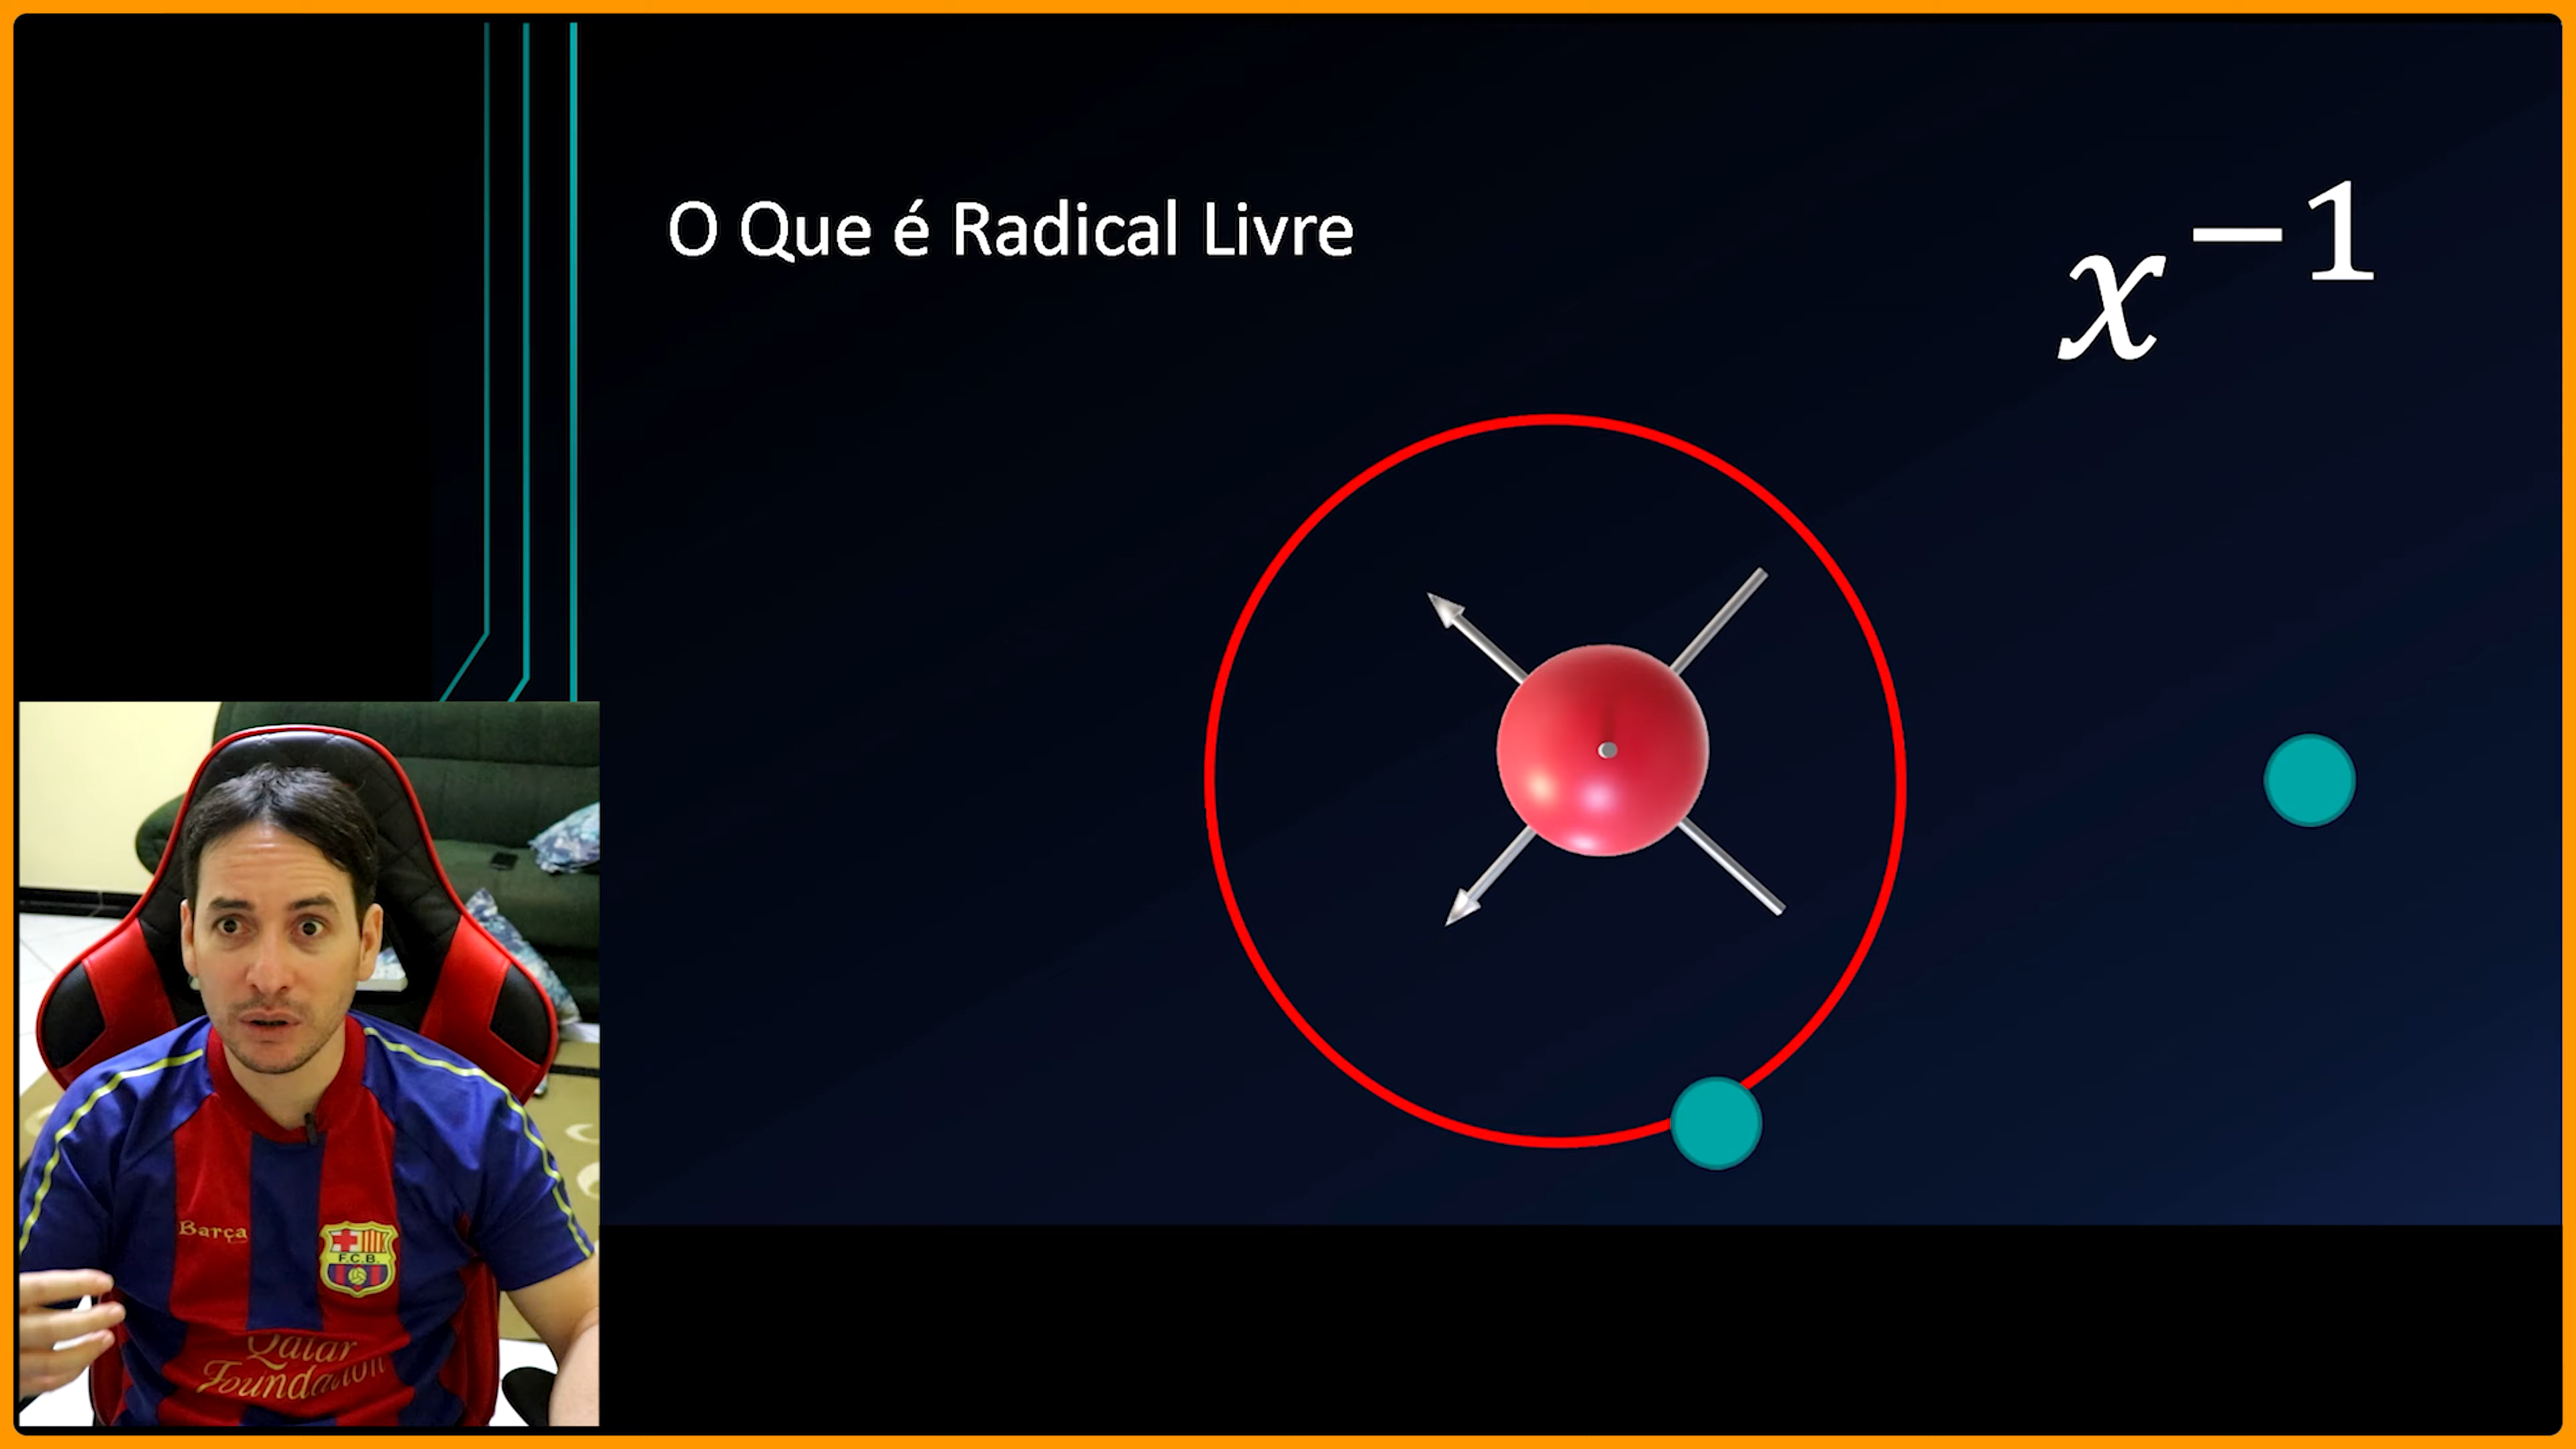 O Que é Radical Livre
x⁻¹
Barça
F.C.B.
Qatar
Foundation